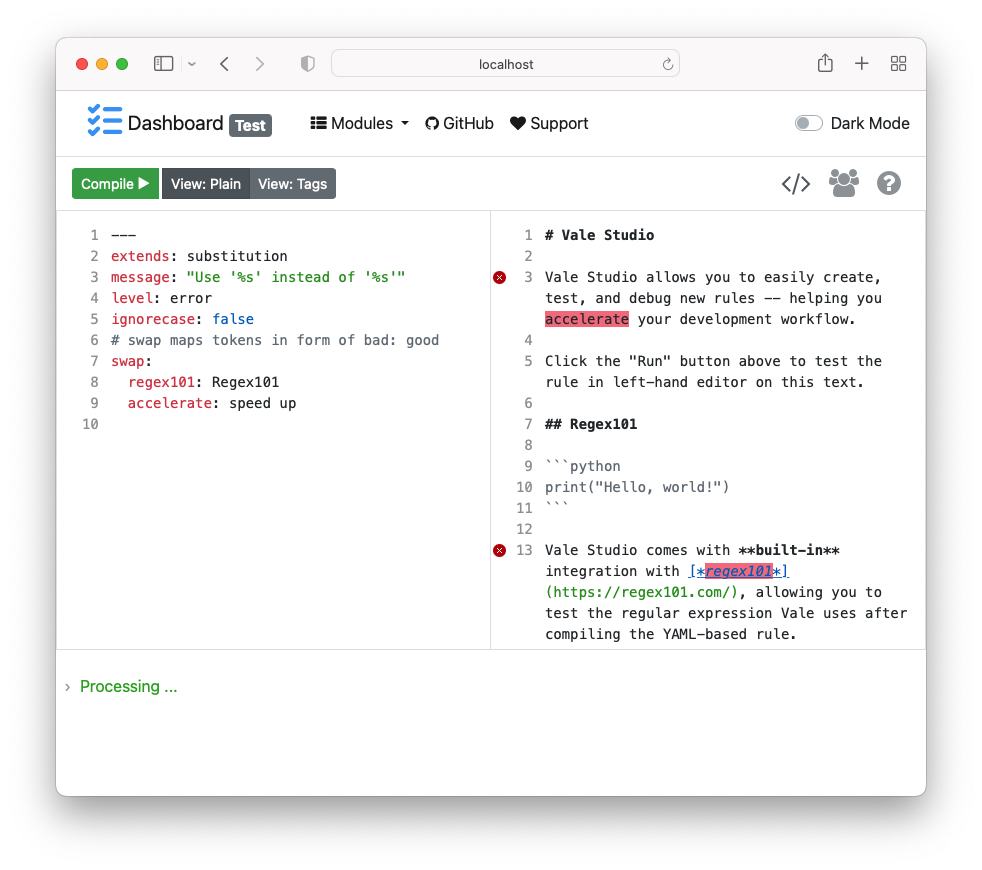 localhost
Dashboard Test Modules GitHub Support Dark Mode
Compile View: Plain View: Tags </> ?
1 ---
2 extends: substitution
3 message: "Use '%s' instead of '%s'"
4 level: error
5 ignorecase: false
6 # swap maps tokens in form of bad: good
7 swap:
8 regex101: Regex101
9 accelerate: speed up
10
1 # Vale Studio
2
3 Vale Studio allows you to easily create,
test, and debug new rules -- helping you
accelerate your development workflow.
4
5 Click the "Run" button above to test the
rule in left-hand editor on this text.
6
7 ## Regex101
8
9 ```python
10 print("Hello, world!")
11 ```
12
13 Vale Studio comes with **built-in**
integration with [*regex101*]
(https://regex101.com/), allowing you to
test the regular expression Vale uses after
compiling the YAML-based rule.
› Processing ...